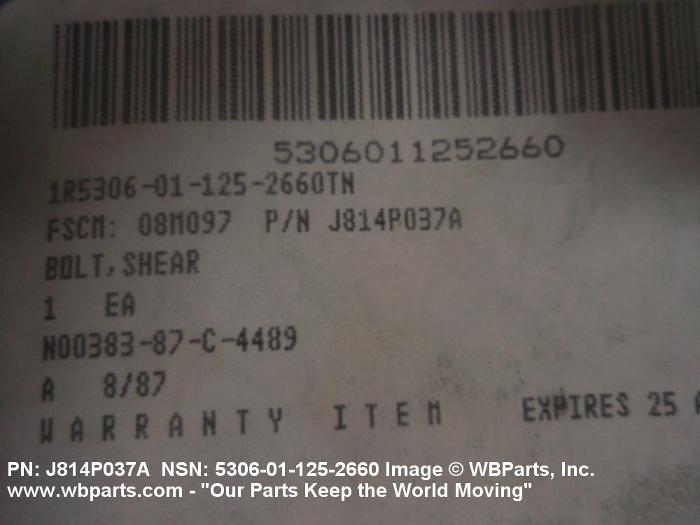 5306011252660
1R5306-01-125-2660TN
FSCM: 08M097 P/N J814P037A
BOLT, SHEAR
1 EA
N00383-87-C-4489
A 8/87
WARRANTY ITEM EXPIRES 25
PN: J814P037A NSN: 5306-01-125-2660 Image © WBParts, Inc.
www.wbparts.com - "Our Parts Keep the World Moving"